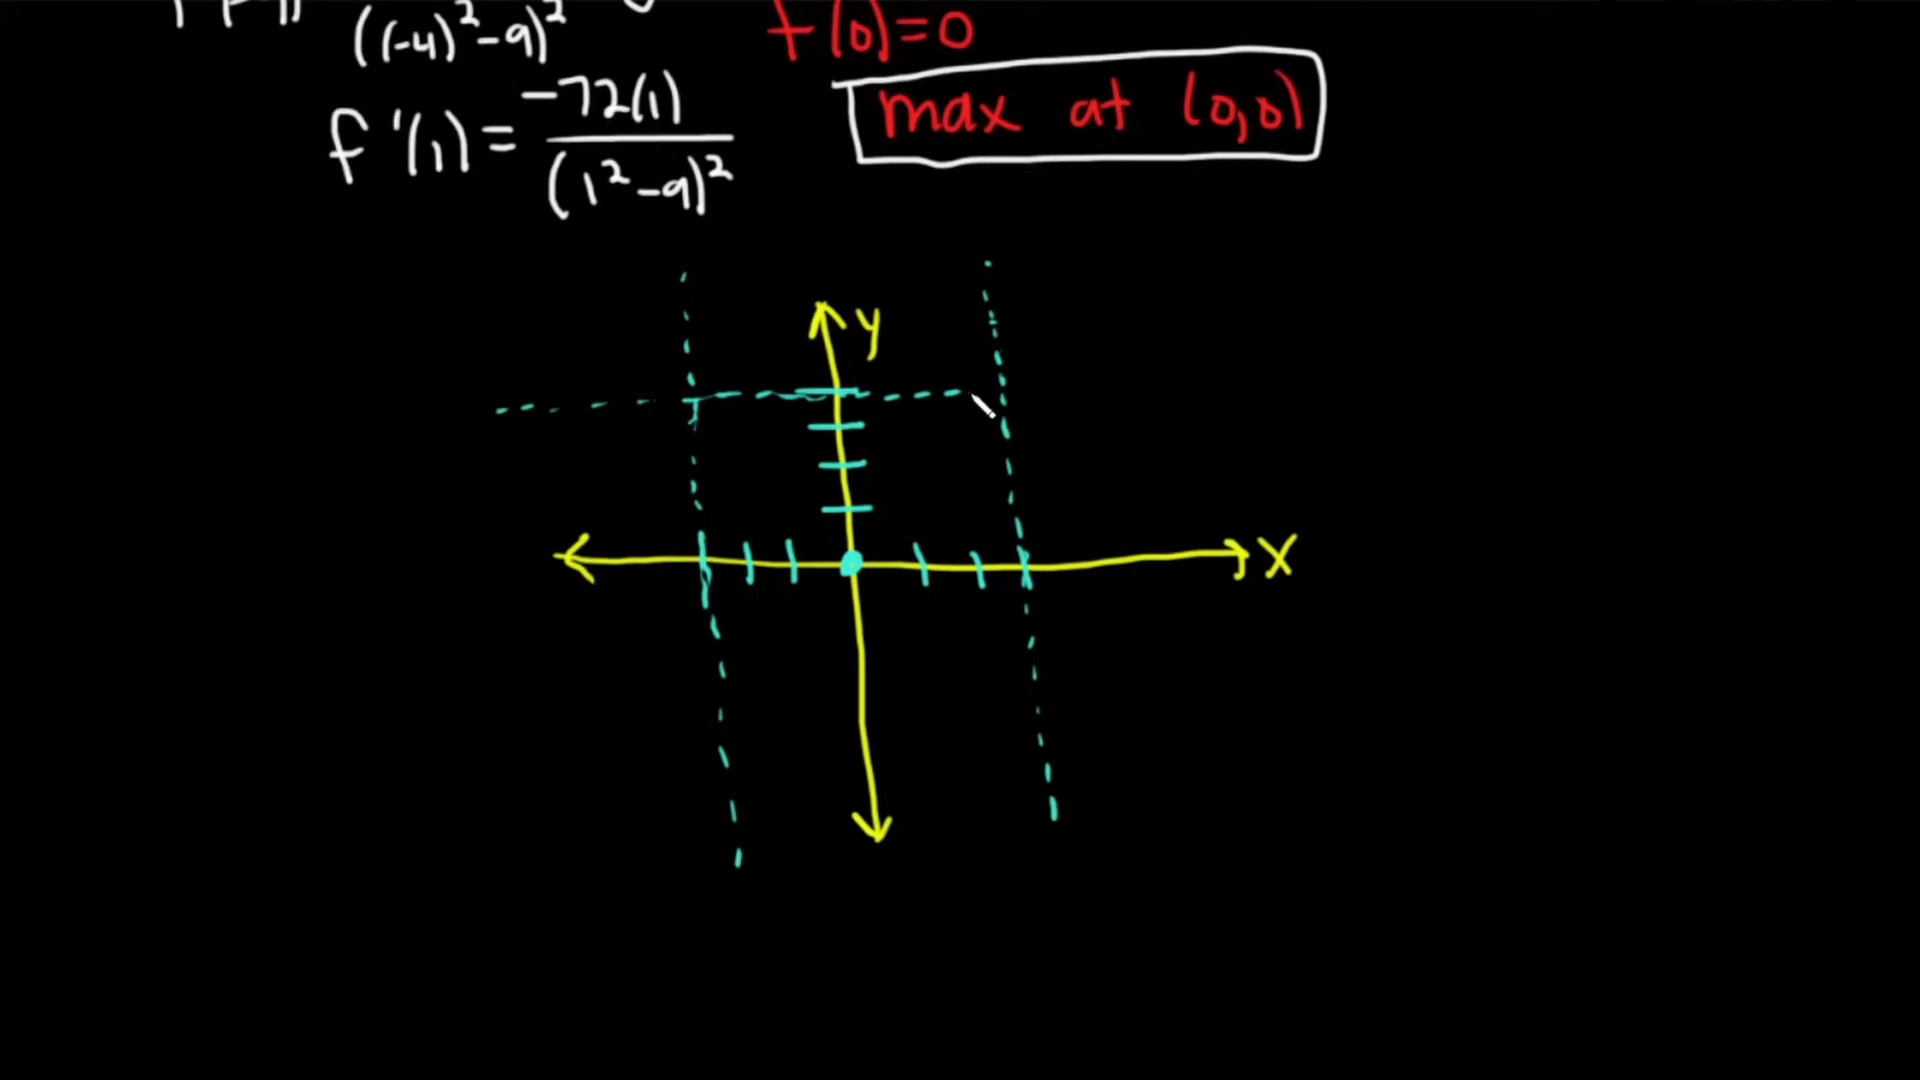 ((-4)²-9)²
f(0)=0
f'(1) = -72(1) / (1²-9)²
max at (0,0)
y
x